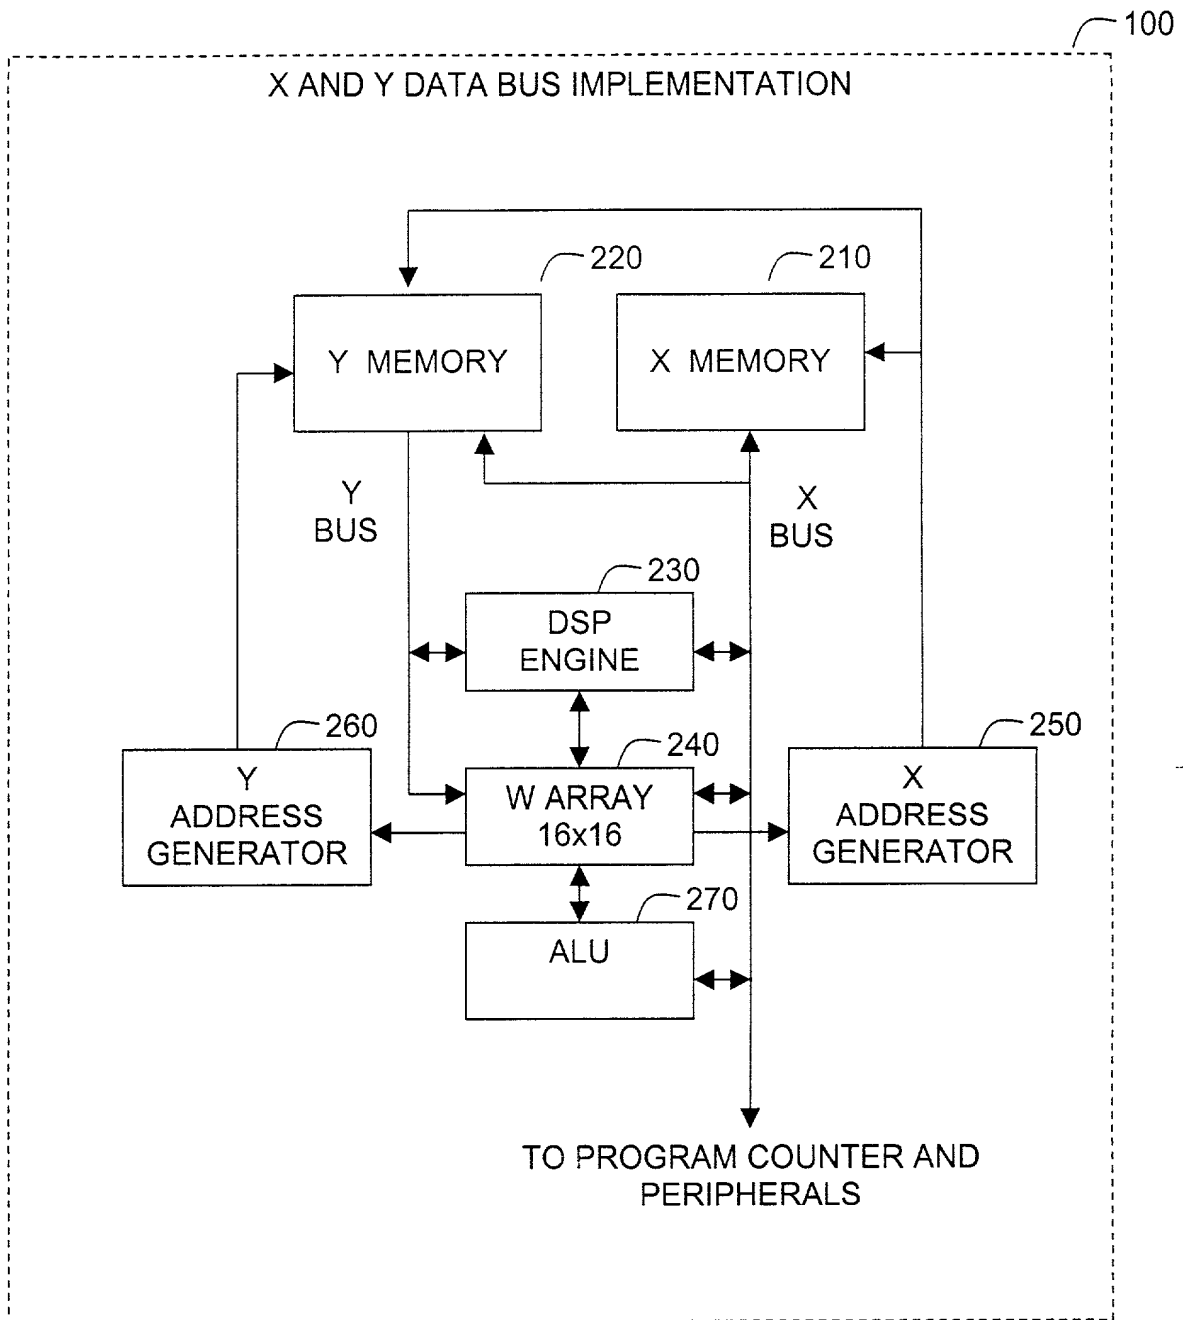 100
X AND Y DATA BUS IMPLEMENTATION
220
210
Y MEMORY
X MEMORY
Y
BUS
X
BUS
230
DSP
ENGINE
260
240
250
Y
ADDRESS
GENERATOR
W ARRAY
16x16
X
ADDRESS
GENERATOR
270
ALU
TO PROGRAM COUNTER AND
PERIPHERALS